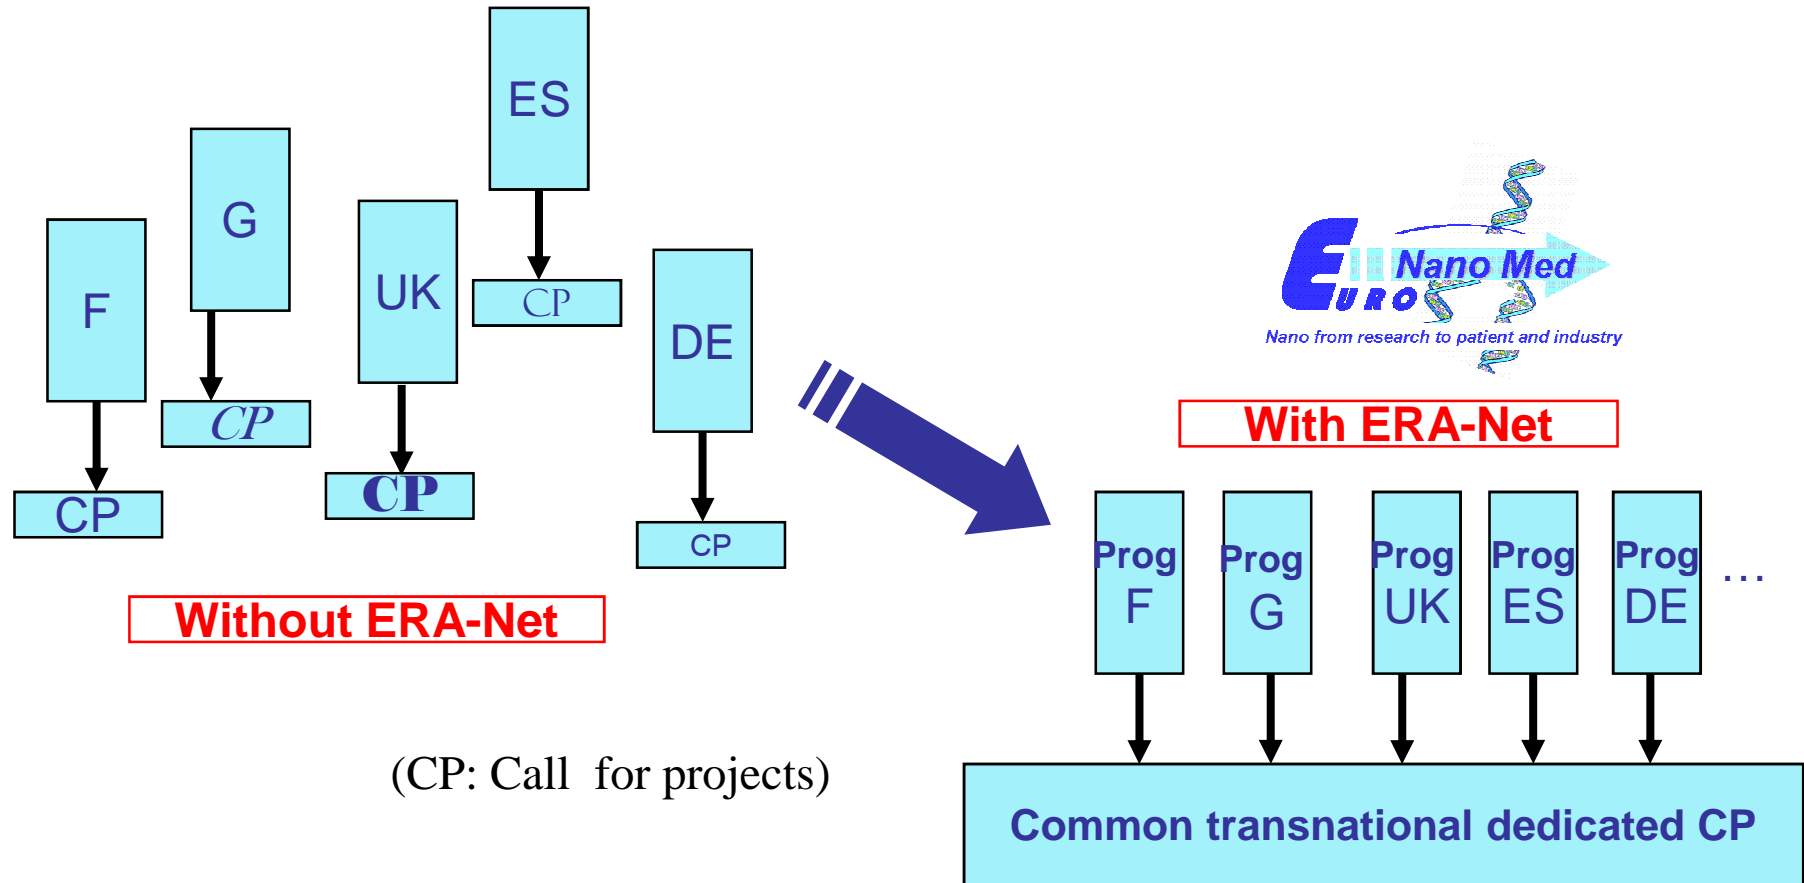 ES
G
UK
F
CP
DE
CP
CP
CP
CP
Without ERA-Net
(CP: Call for projects)
Nano Med
EURO
Nano from research to patient and industry
With ERA-Net
Prog F
Prog G
Prog UK
Prog ES
Prog DE
...
Common transnational dedicated CP